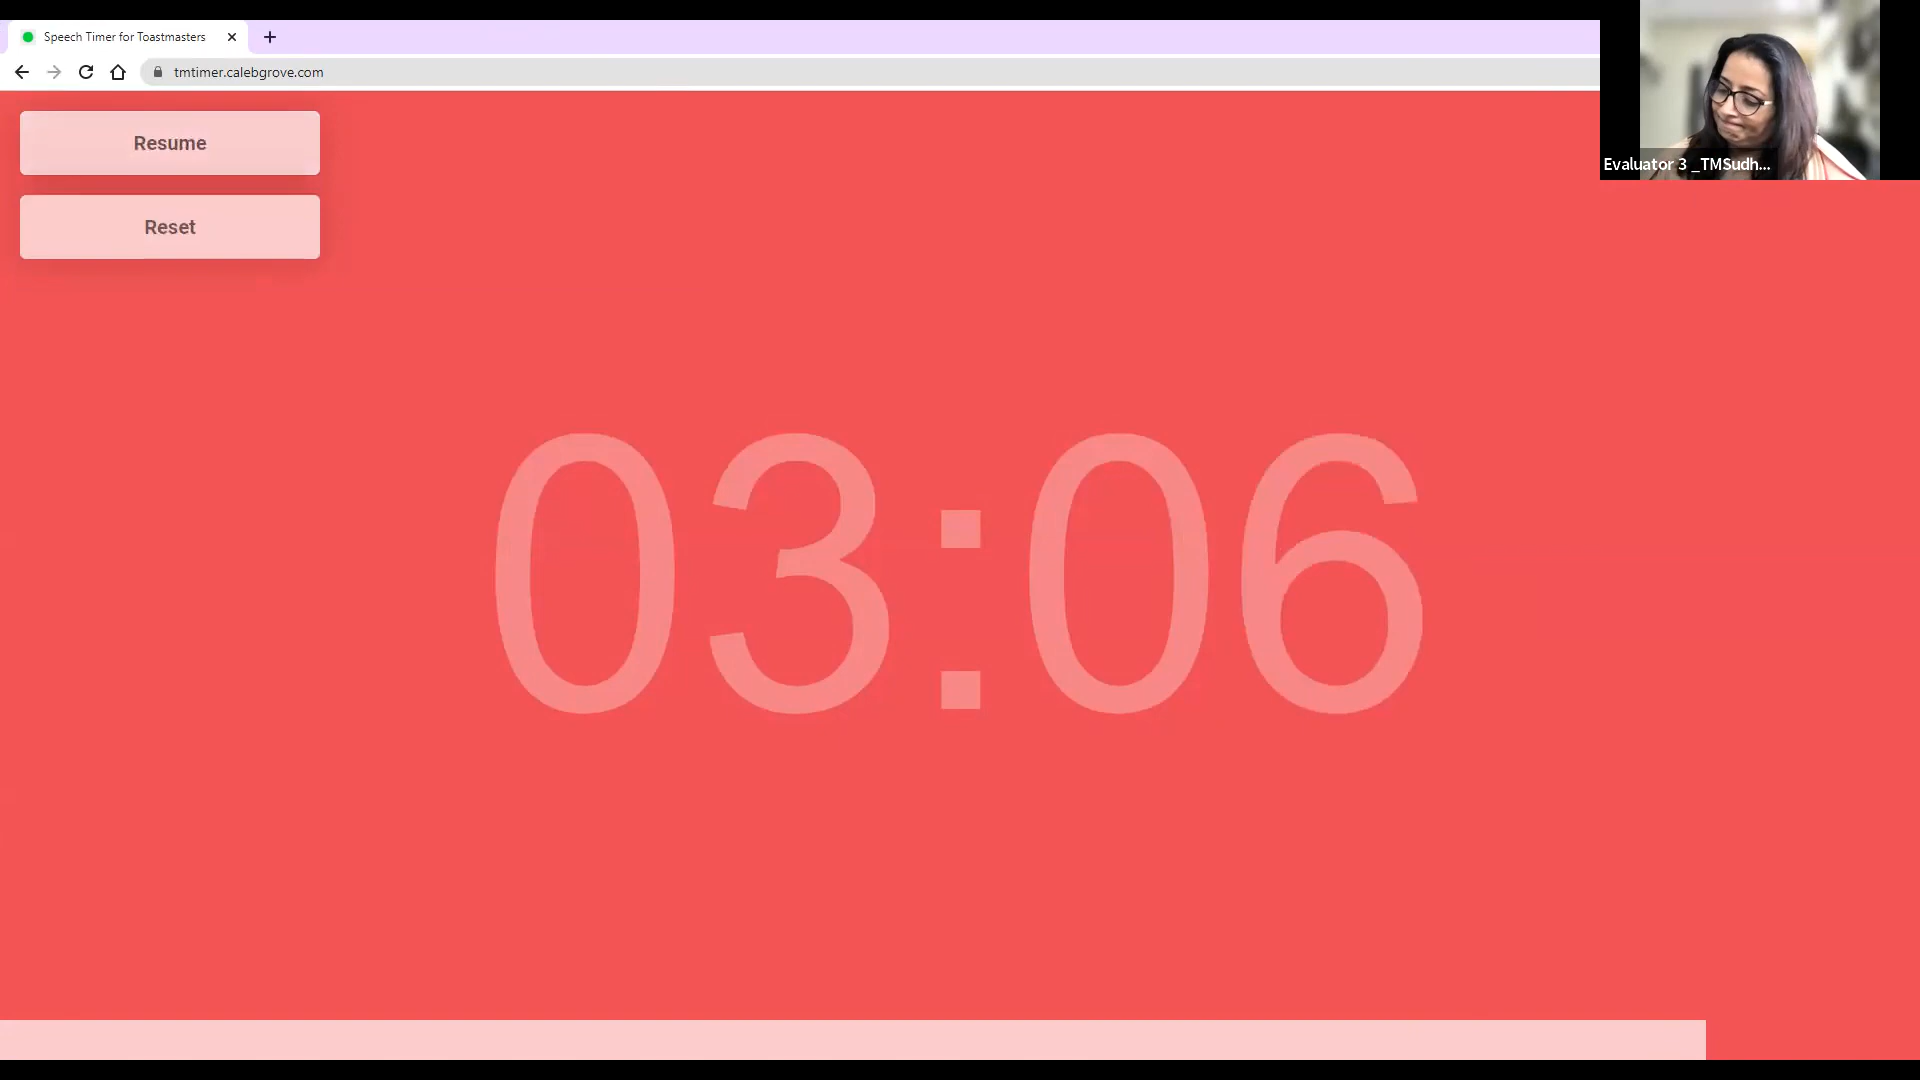 Speech Timer for Toastmasters
tmtimer.calebgrove.com
Resume
Reset
Evaluator 3 _TMSudh...
03:06